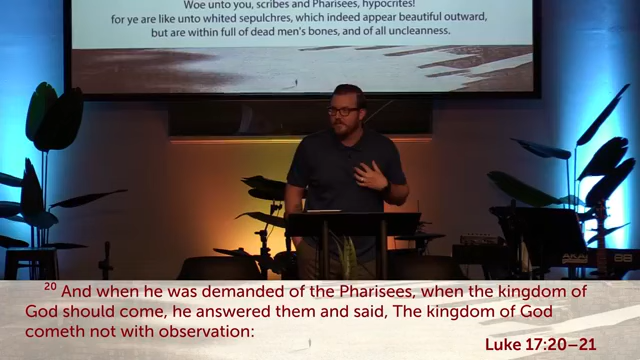 Woe unto you, scribes and Pharisees, hypocrites!
for ye are like unto whited sepulchres, which indeed appear beautiful outward,
but are within full of dead men's bones, and of all uncleanness.
AKAI
88
20 And when he was demanded of the Pharisees, when the kingdom of
God should come, he answered them and said, The kingdom of God
cometh not with observation:
Luke 17:20–21